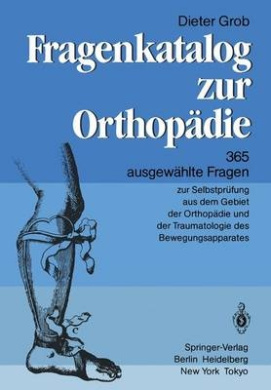 Dieter Grob
Fragenkatalog
zur
Orthopädie
365
ausgewählte Fragen
zur Selbstprüfung
aus dem Gebiet
der Orthopädie und
der Traumatologie des
Bewegungsapparates
Springer-Verlag
Berlin Heidelberg
New York Tokyo